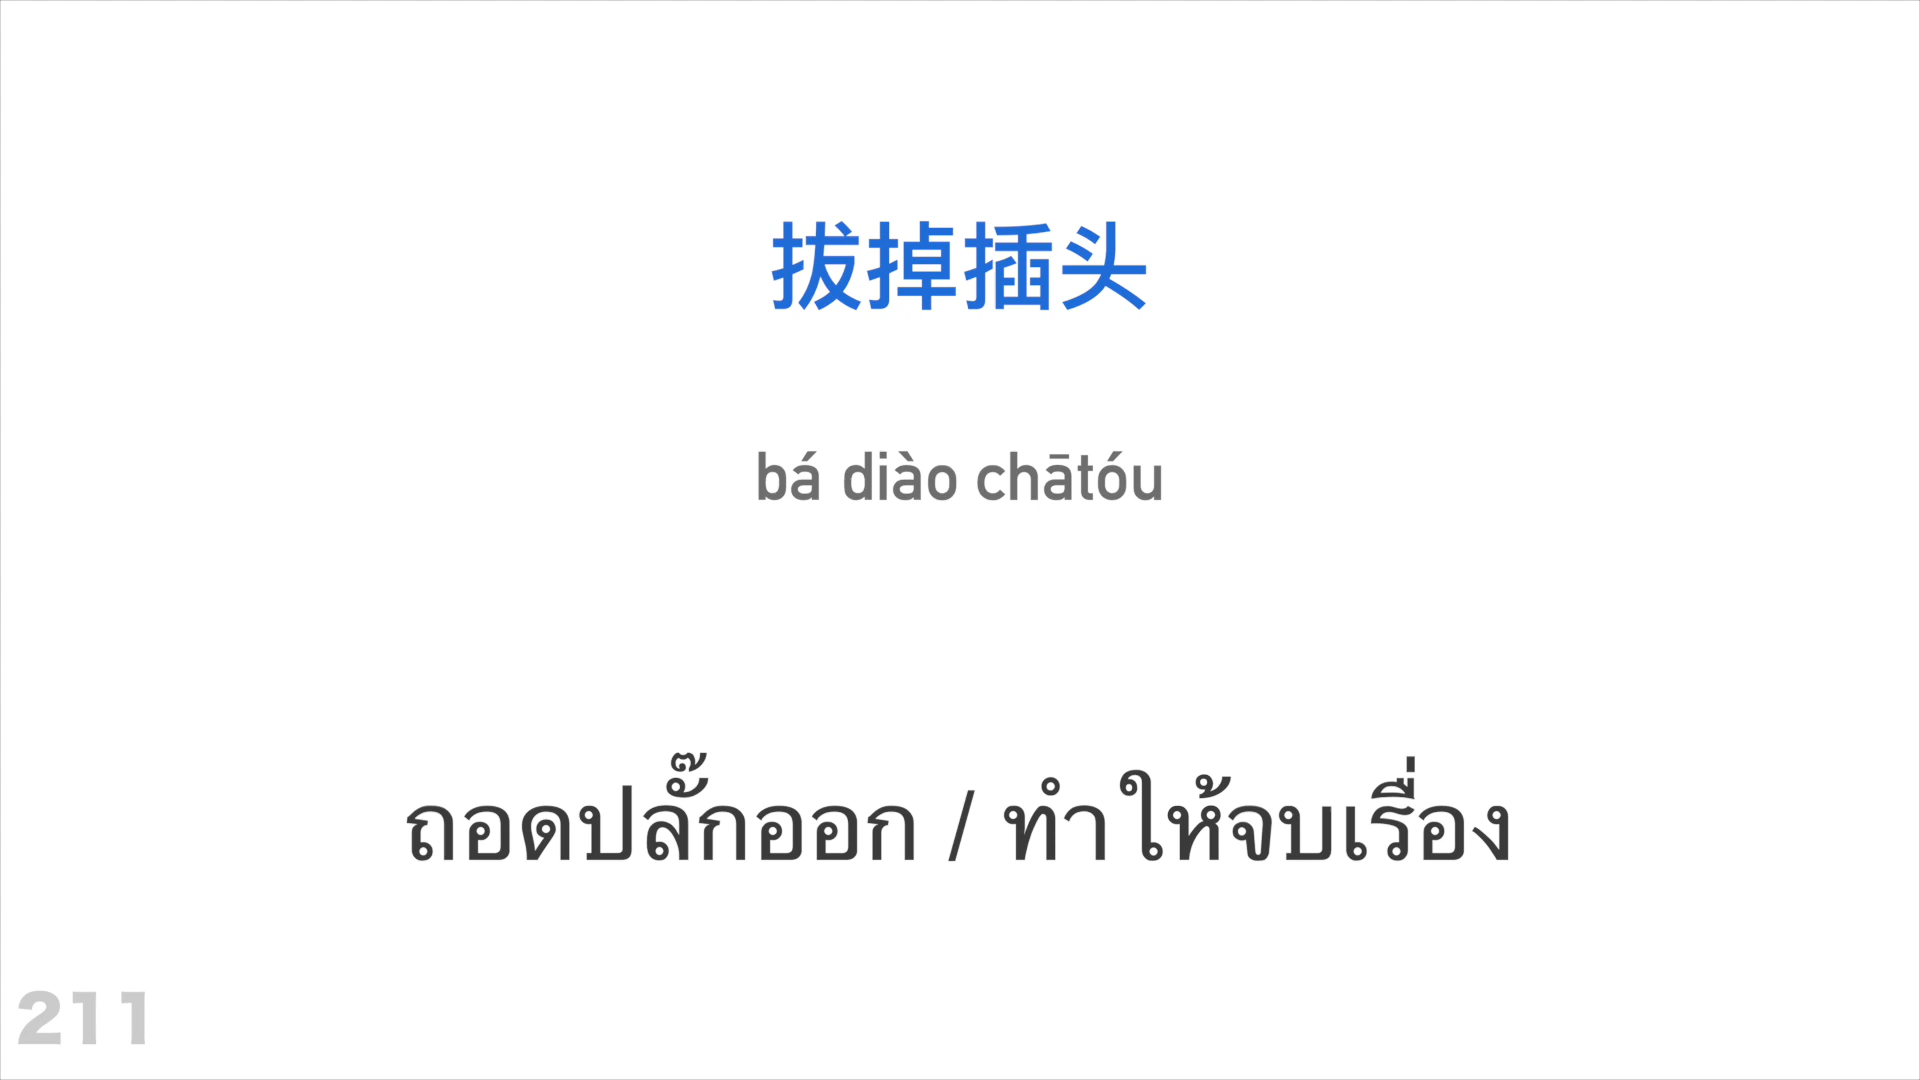 拔掉插头
bá diào chātóu
ถอดปลั๊กออก / ทำให้จบเรื่อง
211